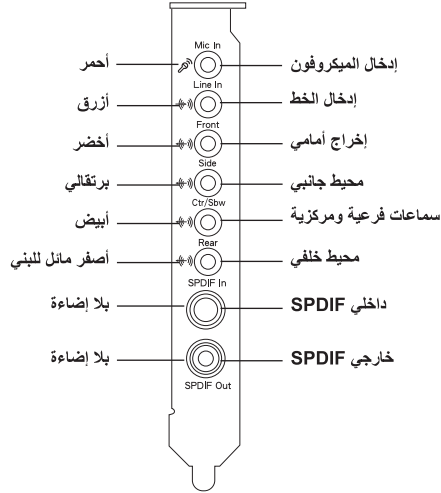 Mic In
أحمر
إدخال الميكروفون
Line In
أزرق
إدخال الخط
Front
أخضر
إخراج أمامي
Side
برتقالي
محيط جانبي
Ctr/Sbw
أبيض
سماعات فرعية ومركزية
Rear
أصفر مائل للبني
محيط خلفي
SPDIF In
بلا إضاءة
داخلي SPDIF
بلا إضاءة
خارجي SPDIF
SPDIF Out